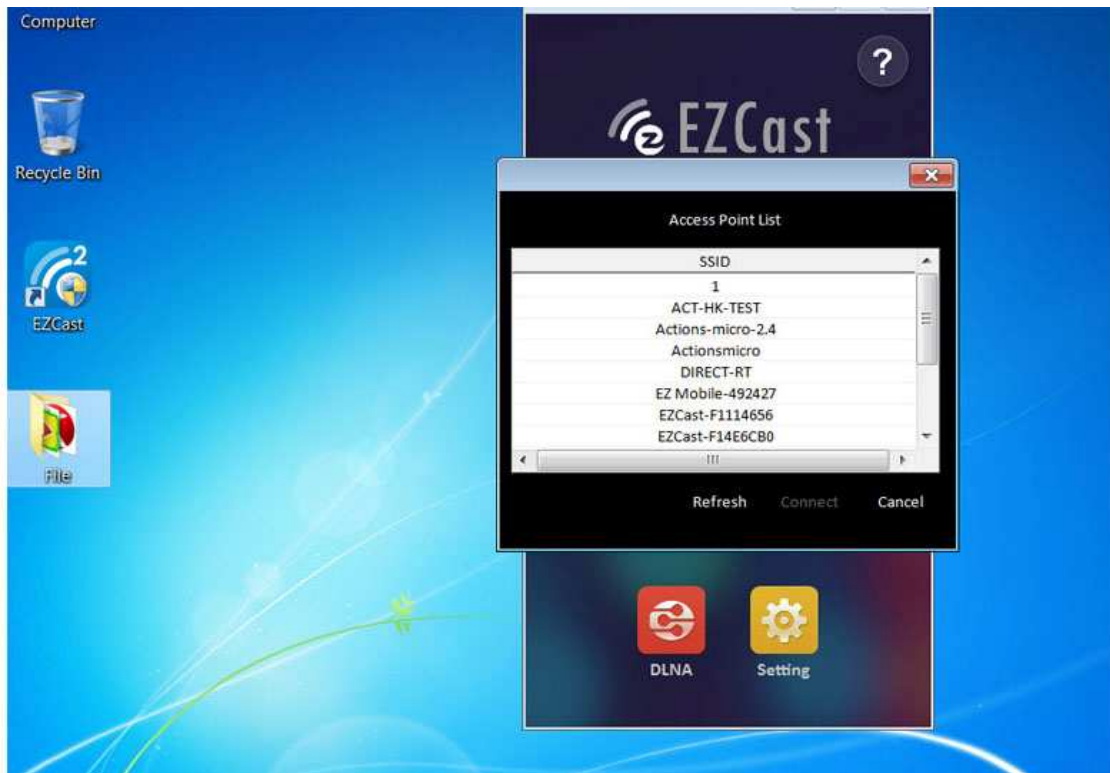 Computer
Recycle Bin
2
EZCast
File
?
EZCast
Access Point List
SSID
1
ACT-HK-TEST
Actions-micro-2.4
Actionsmicro
DIRECT-RT
EZ Mobile-492427
EZCast-F1114656
EZCast-F14E6CB0
Refresh Connect Cancel
DLNA Setting